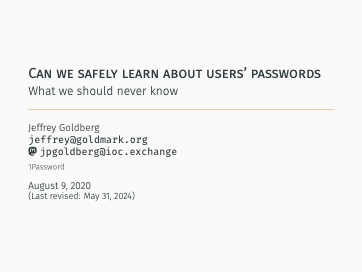 Can we safely learn about users’ passwords
What we should never know
Jeffrey Goldberg
jeffrey@goldmark.org
jpgoldberg@ioc.exchange
1Password
August 9, 2020
(Last revised: May 31, 2024)